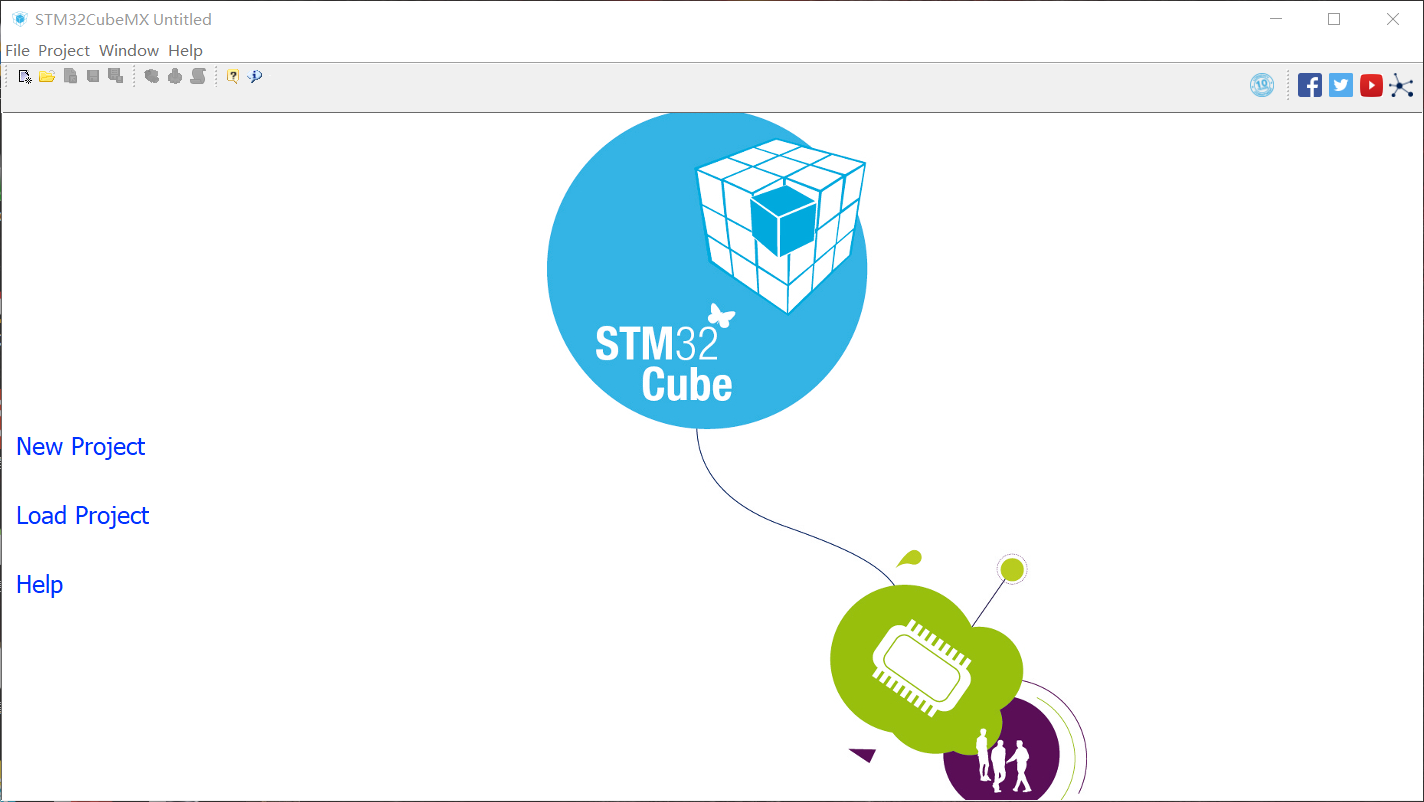 STM32CubeMX Untitled
File Project Window Help
STM32
Cube
New Project
Load Project
Help